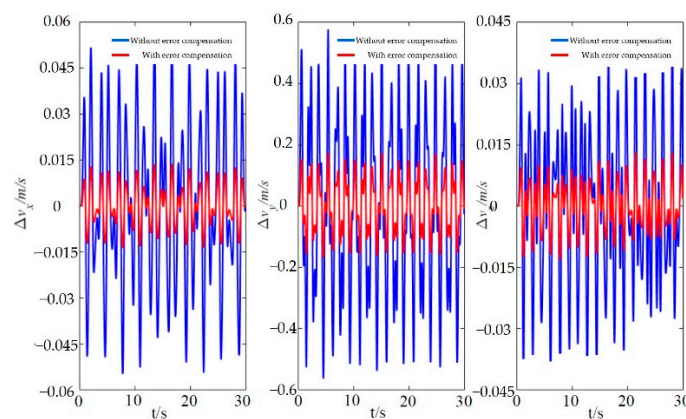 0.06
0.045
0.03
0.015
0
−0.015
−0.03
−0.045
−0.06
0 10 20 30
t/s
Δvx/m/s
Without error compensation
With error compensation
0.6
0.4
0.2
0
−0.2
−0.4
−0.6
0 10 20 30
t/s
Δvy/m/s
Without error compensation
With error compensation
0.045
0.03
0.015
0
−0.015
−0.03
−0.045
0 10 20 30
t/s
Δv /m/s
Without error compensation
With error compensation